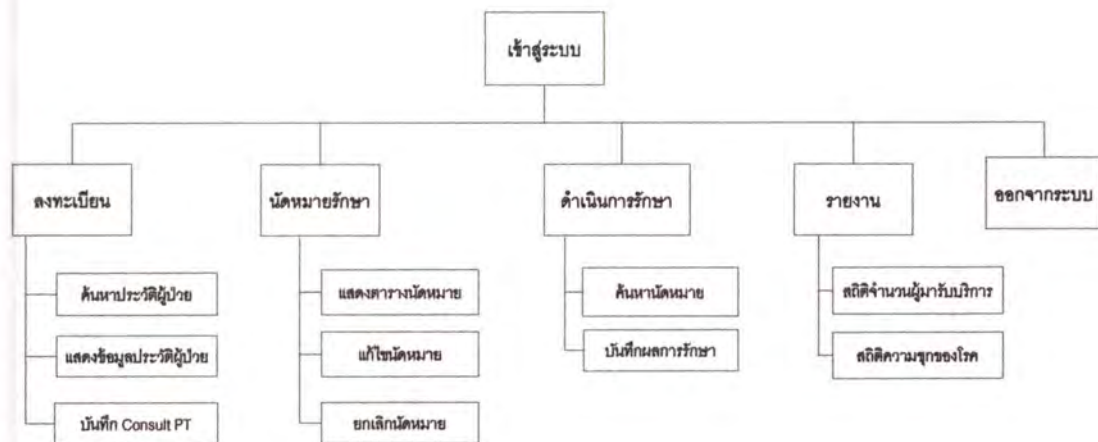 เข้าสู่ระบบ
ลงทะเบียน
นัดหมายรักษา
ดำเนินการรักษา
รายงาน
ออกจากระบบ
ค้นหาประวัติผู้ป่วย
แสดงข้อมูลประวัติผู้ป่วย
บันทึก Consult PT
แสดงตารางนัดหมาย
แก้ไขนัดหมาย
ยกเลิกนัดหมาย
ค้นหานัดหมาย
บันทึกผลการรักษา
สถิติจำนวนผู้มารับบริการ
สถิติความชุกของโรค